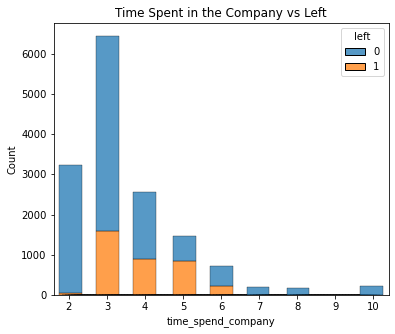 Time Spent in the Company vs Left
left
0
1
6000
5000
4000
3000
2000
1000
0
Count
2 3 4 5 6 7 8 9 10
time_spend_company